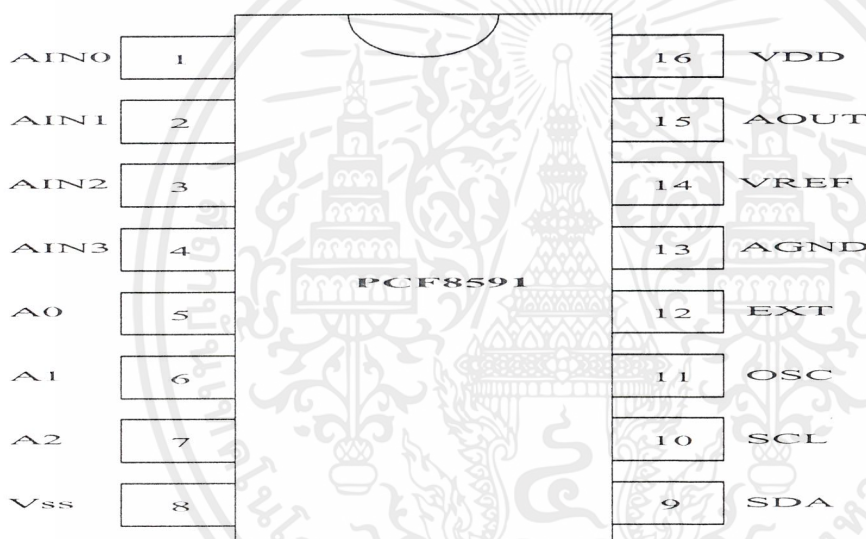 AIN0 1 16 VDD
AIN1 2 15 AOUT
AIN2 3 14 VREF
AIN3 4 13 AGND
PCF8591
A0 5 12 EXT
A1 6 11 OSC
A2 7 10 SCL
Vss 8 9 SDA